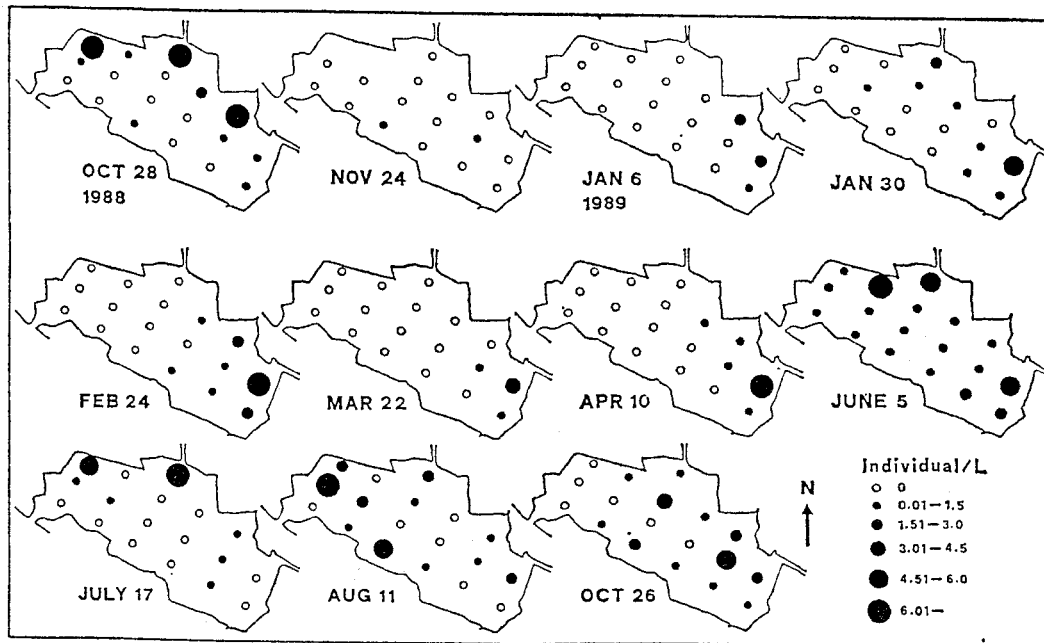 OCT 28
1988
NOV 24
JAN 6
1989
JAN 30
FEB 24
MAR 22
APR 10
JUNE 5
JULY 17
AUG 11
OCT 26
N
Individual/L
0
0.01—1.5
1.51—3.0
3.01—4.5
4.51—6.0
6.01—